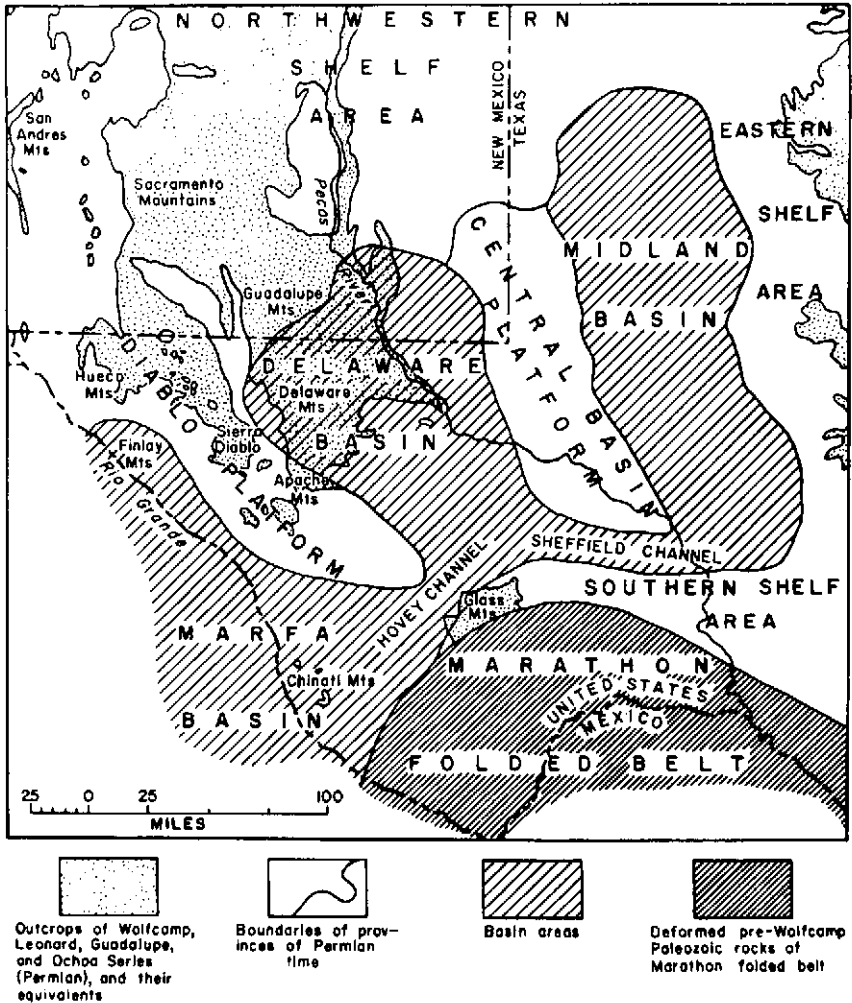 NORTHWESTERN
SHELF
AREA
NEW MEXICO
TEXAS
EASTERN
SHELF
AREA
San
Andres
Mts
Sacramento
Mountains
Pecos
CENTRAL BASIN
PLATFORM
MIDLAND
BASIN
Guadalupe
Mts
DELAWARE
BASIN
Delaware
Mts
Hueco
Mts
DIABLO PLATFORM
Finlay
Mts
Sierra
Diablo
Apache
Mts
Rio Grande
SHEFFIELD CHANNEL
HOVEY CHANNEL
SOUTHERN SHELF
AREA
Glass
Mts
MARFA
BASIN
Chinati Mts
MARATHON
UNITED STATES
MEXICO
FOLDED BELT
25 0 25 100
MILES
Outcrops of Wolfcamp,
Leonard, Guadalupe,
and Ochoa Series
(Permian), and their
equivalents
Boundaries of prov-
inces of Permian
time
Basin areas
Deformed pre-Wolfcamp
Paleozoic rocks of
Marathon folded belt